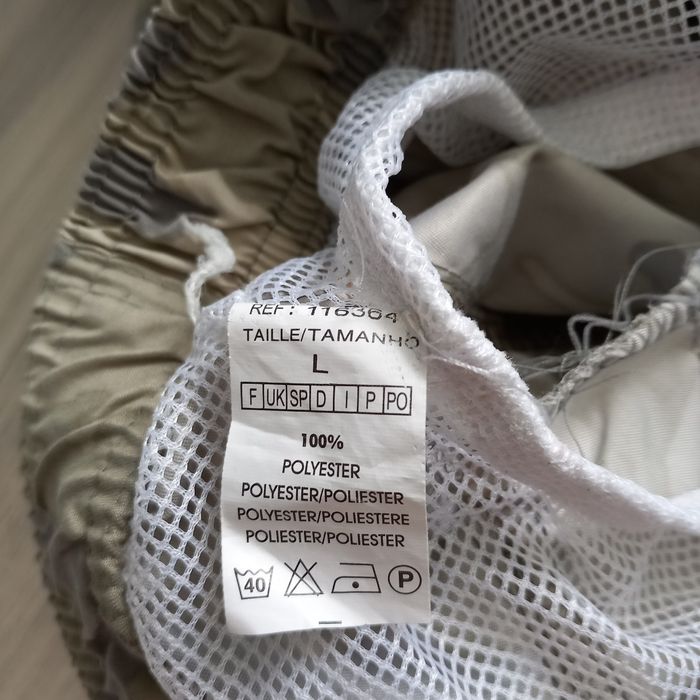 REF: 116364
TAILLE/TAMANHO
L
F UK SP D I P PO
100%
POLYESTER
POLYESTER/POLIESTER
POLYESTER/POLIESTERE
POLIESTER/POLIESTER
40 P